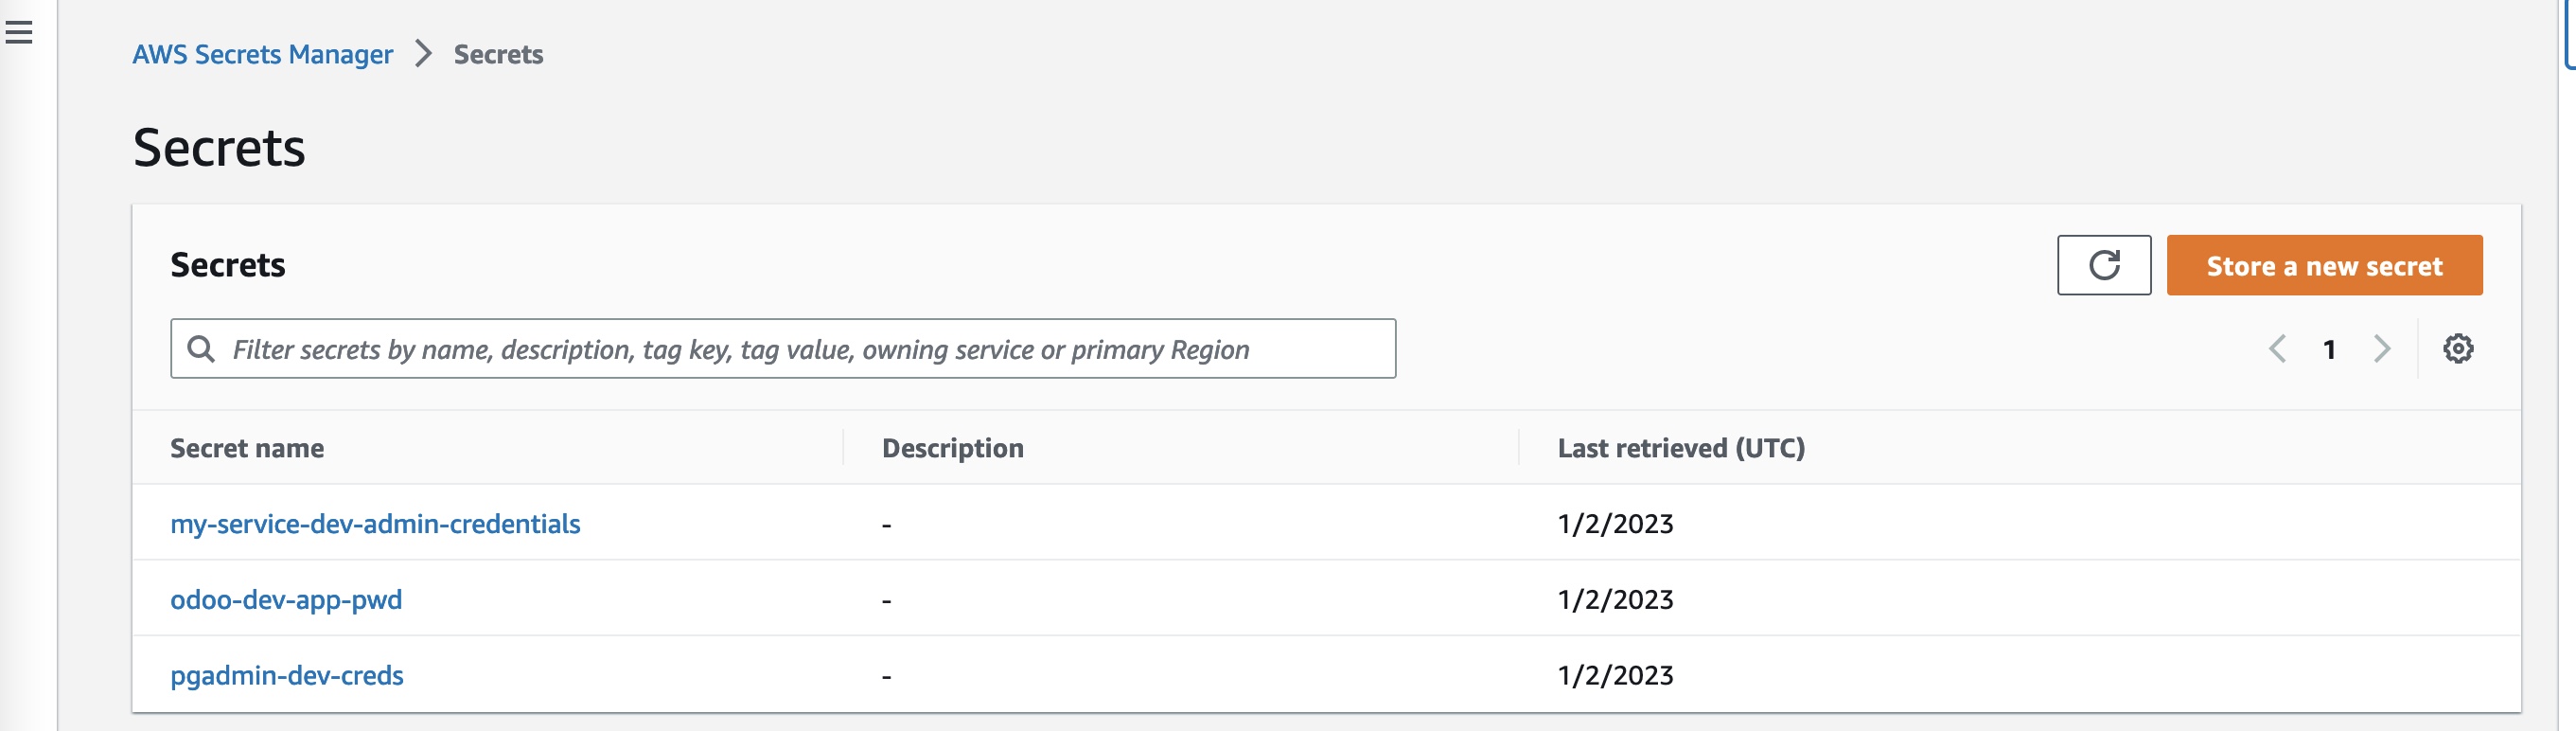 AWS Secrets Manager > Secrets
Secrets
Secrets
Store a new secret
Filter secrets by name, description, tag key, tag value, owning service or primary Region
1
Secret name Description Last retrieved (UTC)
my-service-dev-admin-credentials - 1/2/2023
odoo-dev-app-pwd - 1/2/2023
pgadmin-dev-creds - 1/2/2023